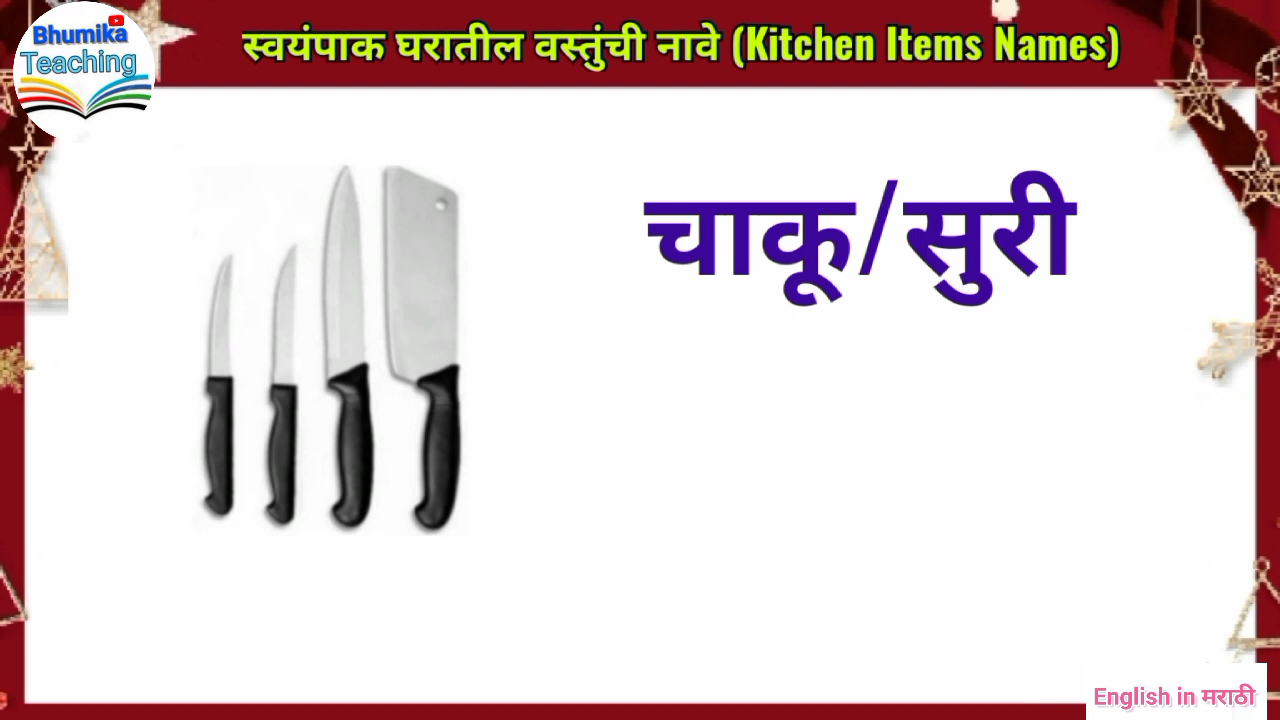 Bhumika
Teaching
स्वयंपाक घरातील वस्तुंची नावे (Kitchen Items Names)
चाकू/सुरी
English in मराठी